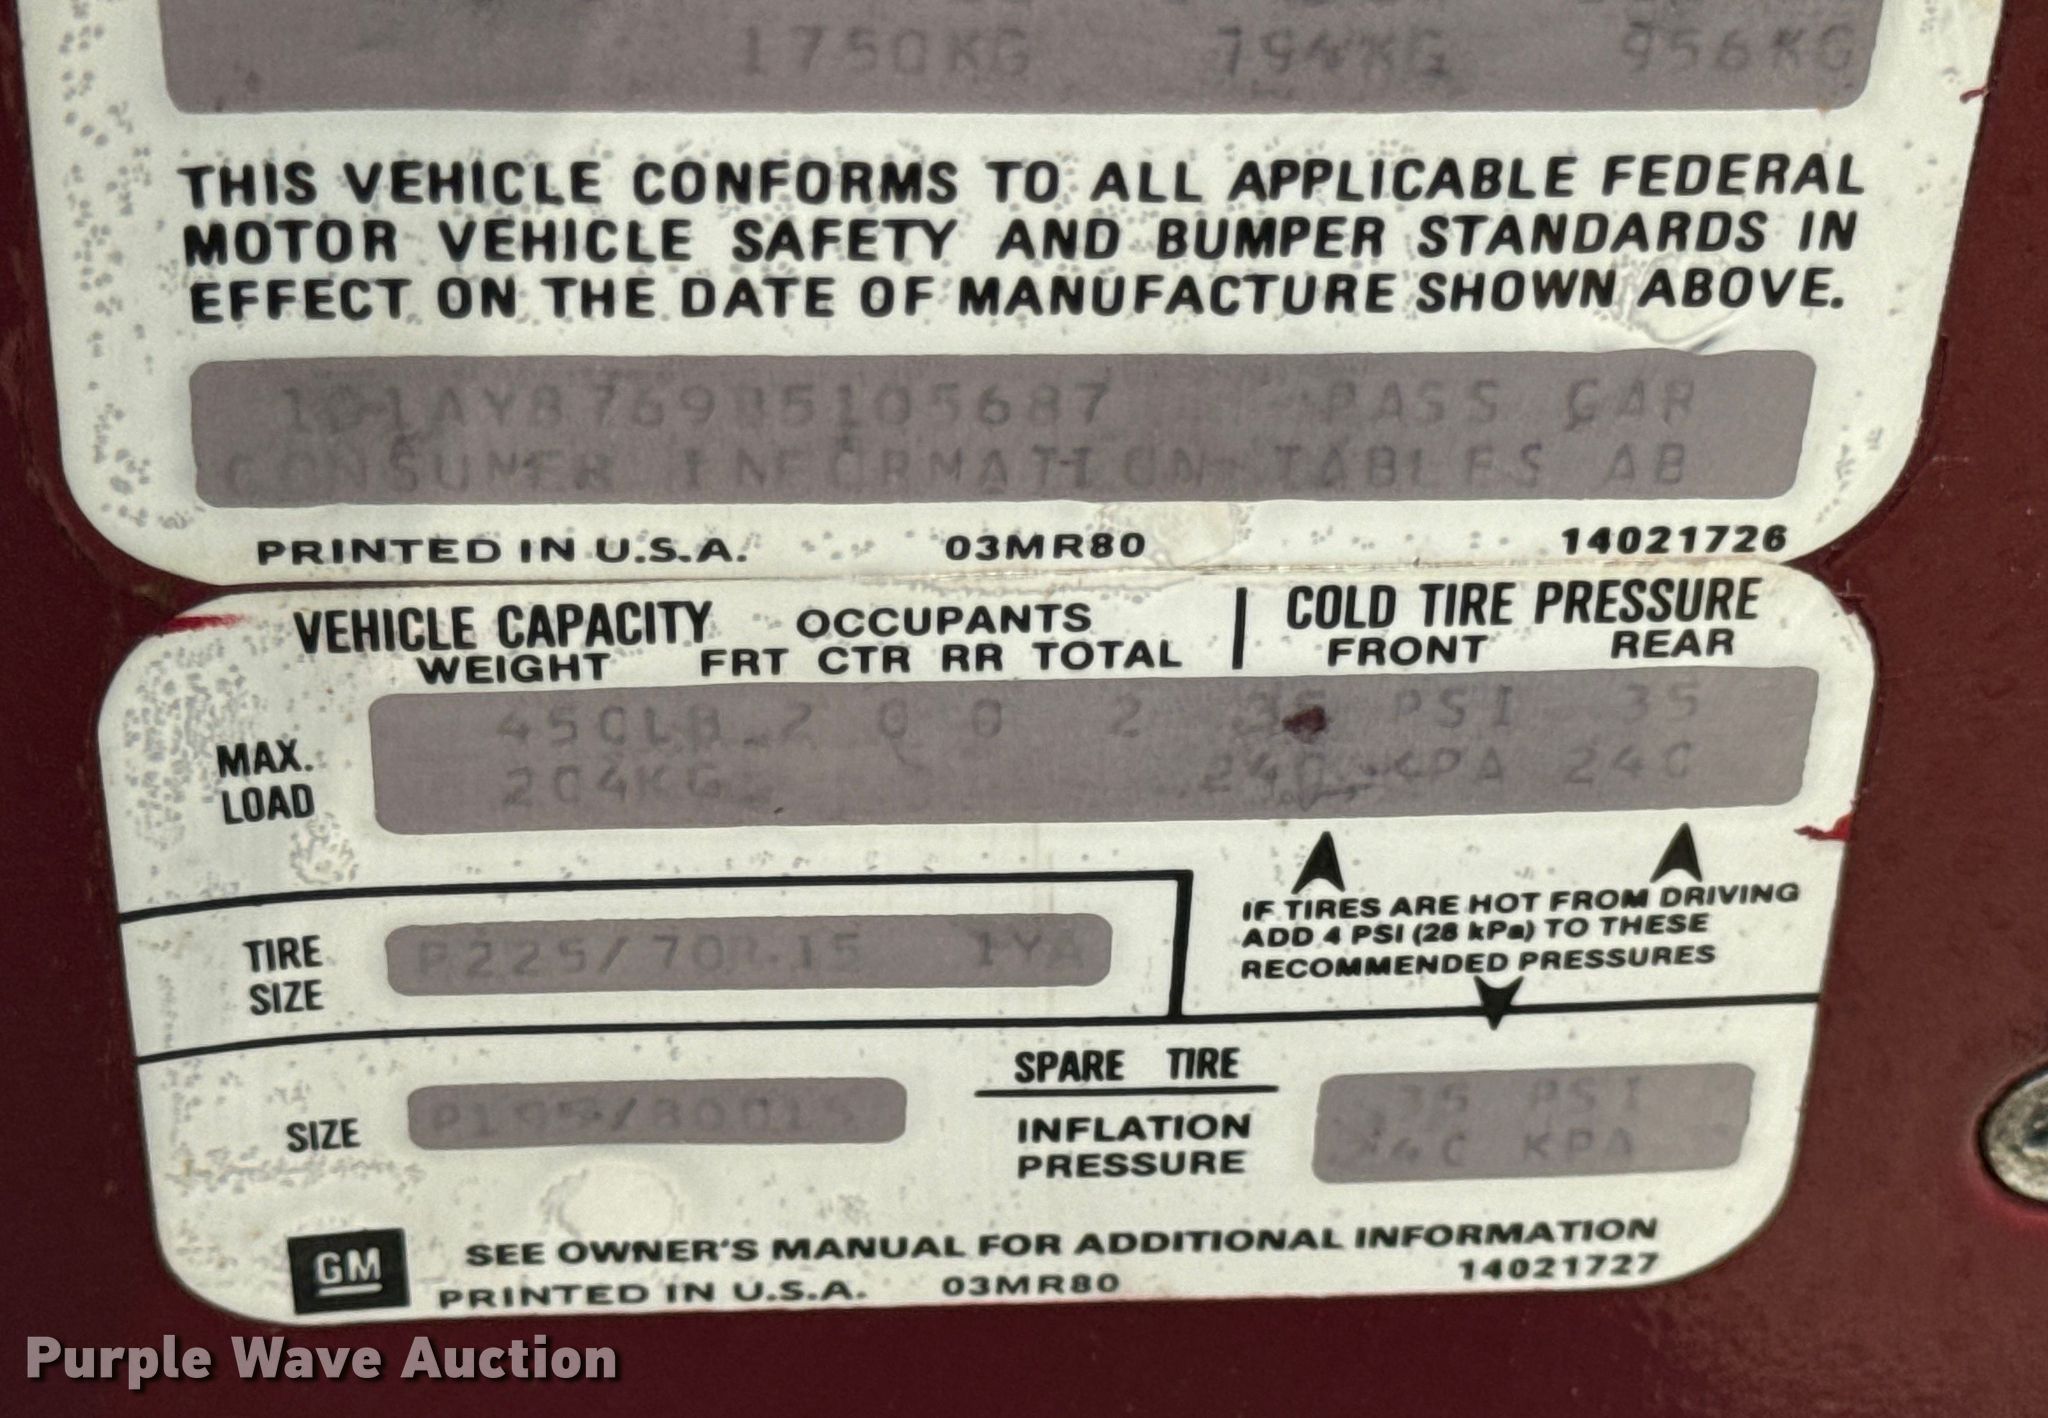 1750KG 794KG 956KG
THIS VEHICLE CONFORMS TO ALL APPLICABLE FEDERAL
MOTOR VEHICLE SAFETY AND BUMPER STANDARDS IN
EFFECT ON THE DATE OF MANUFACTURE SHOWN ABOVE.
PASS CAR
CONSUMER INFORMATION TABLES AB
PRINTED IN U.S.A. 03MR80 14021726
VEHICLE CAPACITY OCCUPANTS COLD TIRE PRESSURE
WEIGHT FRT CTR RR TOTAL FRONT REAR
MAX. LOAD
450LB 2 0 0 2 35 PSI 35
204KG 240 KPA 240
IF TIRES ARE HOT FROM DRIVING
ADD 4 PSI (28 kPa) TO THESE
RECOMMENDED PRESSURES
TIRE SIZE
P225/70R15 1YA
SPARE TIRE
SIZE
INFLATION
PRESSURE
35 PSI
240 KPA
GM
SEE OWNER'S MANUAL FOR ADDITIONAL INFORMATION
PRINTED IN U.S.A. 03MR80 14021727
Purple Wave Auction